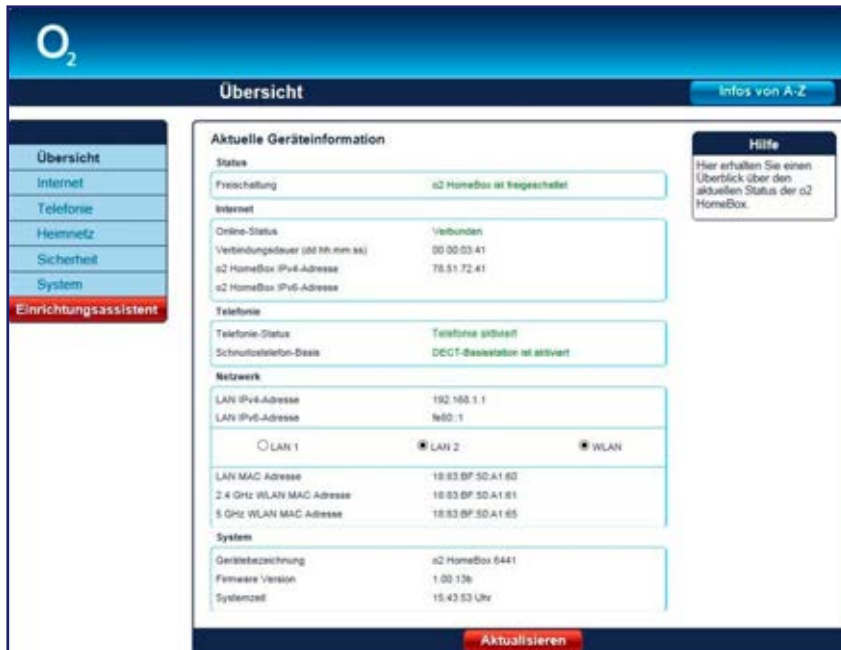 O2
Übersicht
Infos von A-Z
Übersicht
Internet
Telefonie
Heimnetz
Sicherheit
System
Einrichtungsassistent
Aktuelle Geräteinformation
Status
Freischaltung o2 HomeBox ist freigeschaltet
Internet
Online-Status Verbunden
Verbindungsdauer (dd:hh:mm:ss) 00:00:03:41
o2 HomeBox IPv4-Adresse 78.51.72.41
o2 HomeBox IPv6-Adresse
Telefonie
Telefonie-Status Telefonie aktiviert
Schnurlostelefon-Basis DECT-Basisstation ist aktiviert
Netzwerk
LAN IPv4-Adresse 192.168.1.1
LAN IPv6-Adresse fe80::1
LAN 1 LAN 2 WLAN
LAN MAC Adresse 18:83:BF:50:A1:60
2.4 GHz WLAN MAC Adresse 18:83:BF:50:A1:61
5 GHz WLAN MAC Adresse 18:83:BF:50:A1:65
System
Gerätebezeichnung o2 HomeBox 6441
Firmware Version 1.00.13b
Systemzeit 15:43:53 Uhr
Aktualisieren
Hilfe
Hier erhalten Sie einen
Überblick über den
aktuellen Status der o2
HomeBox.